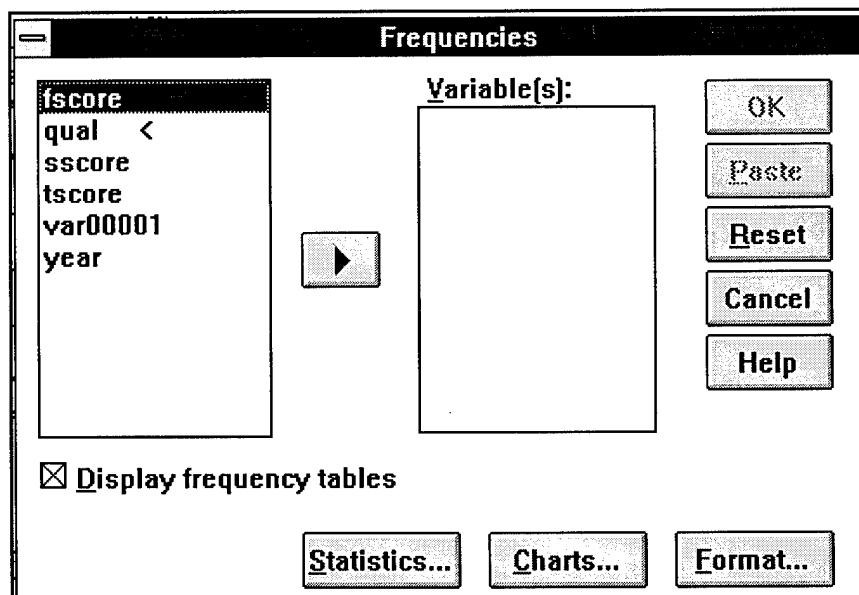 Frequencies
fscore
qual <
sscore
tscore
var00001
year
Variable(s):
OK
Paste
Reset
Cancel
Help
Display frequency tables
Statistics...
Charts...
Format...